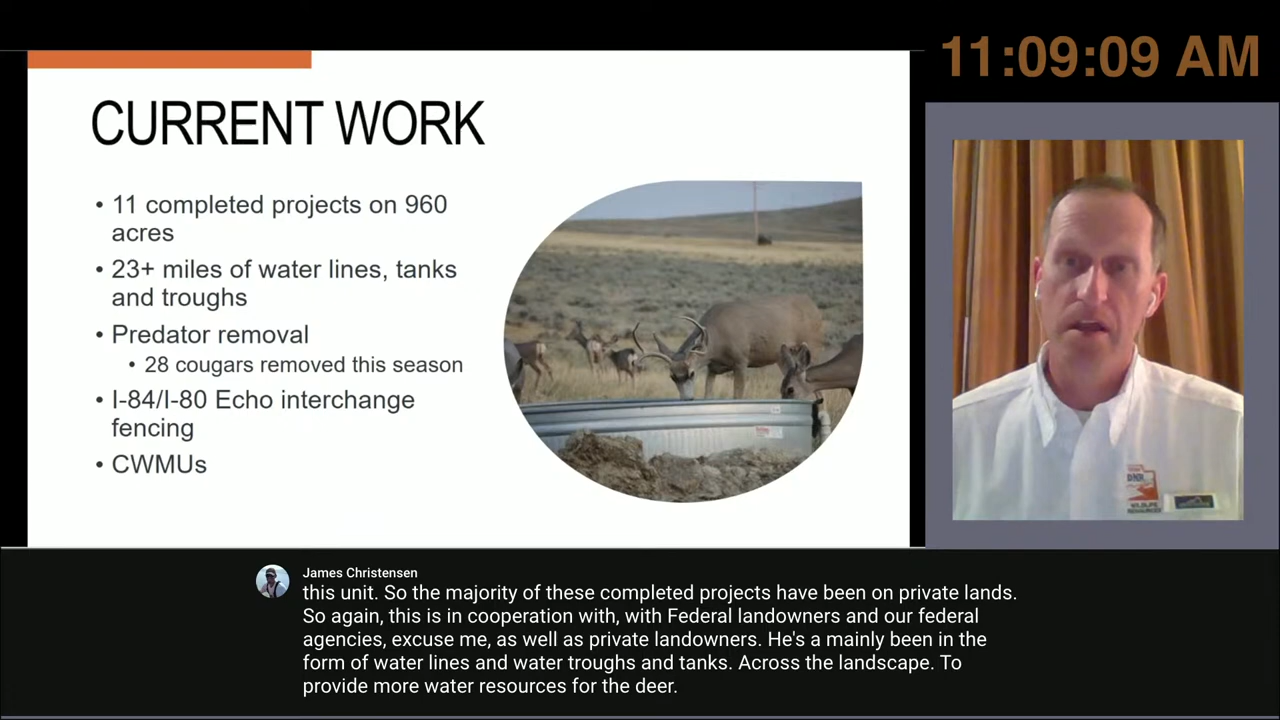 11:09:09 AM
CURRENT WORK
• 11 completed projects on 960
acres
• 23+ miles of water lines, tanks
and troughs
• Predator removal
• 28 cougars removed this season
• I-84/I-80 Echo interchange
fencing
• CWMUs
DNR
WILDLIFE
RESOURCES
James Christensen
this unit. So the majority of these completed projects have been on private lands.
So again, this is in cooperation with, with Federal landowners and our federal
agencies, excuse me, as well as private landowners. He's a mainly been in the
form of water lines and water troughs and tanks. Across the landscape. To
provide more water resources for the deer.